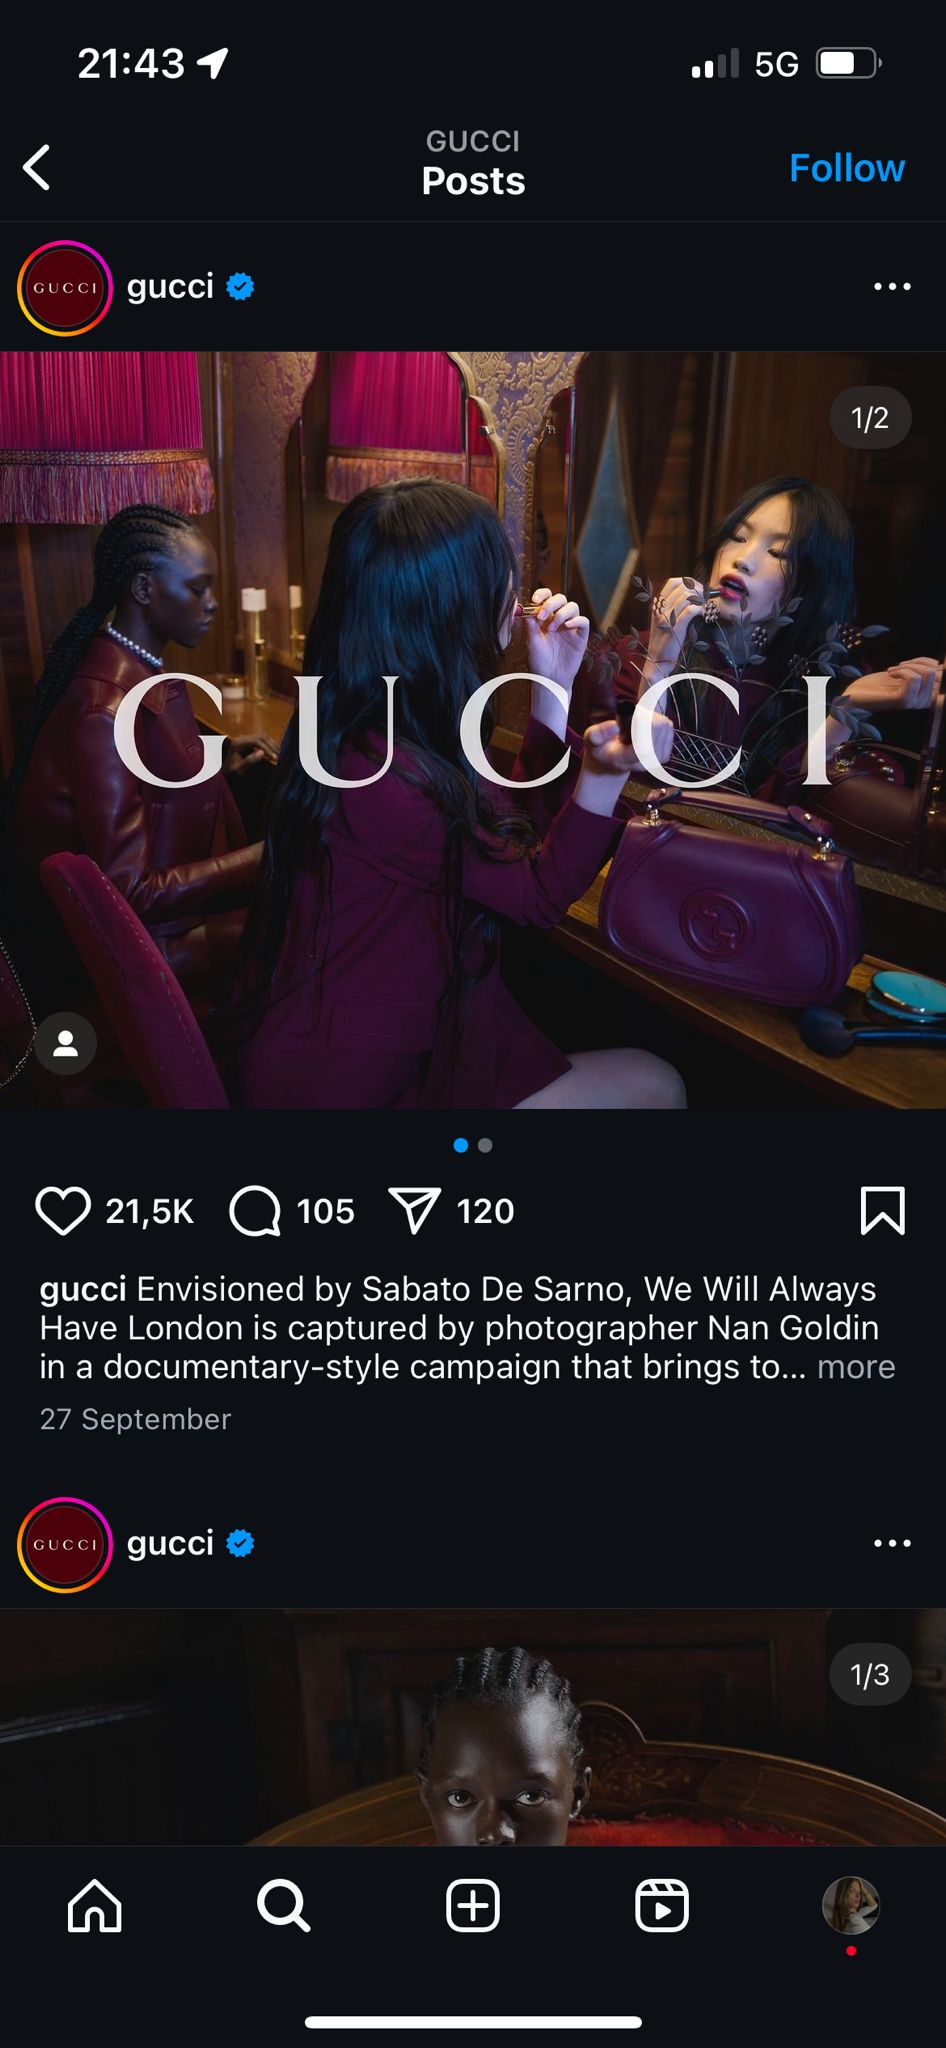 21:43
5G
GUCCI
Posts
Follow
GUCCI
gucci
1/2
GUCCI
21,5K
105
120
gucci Envisioned by Sabato De Sarno, We Will Always
Have London is captured by photographer Nan Goldin
in a documentary-style campaign that brings to... more
27 September
GUCCI
gucci
1/3